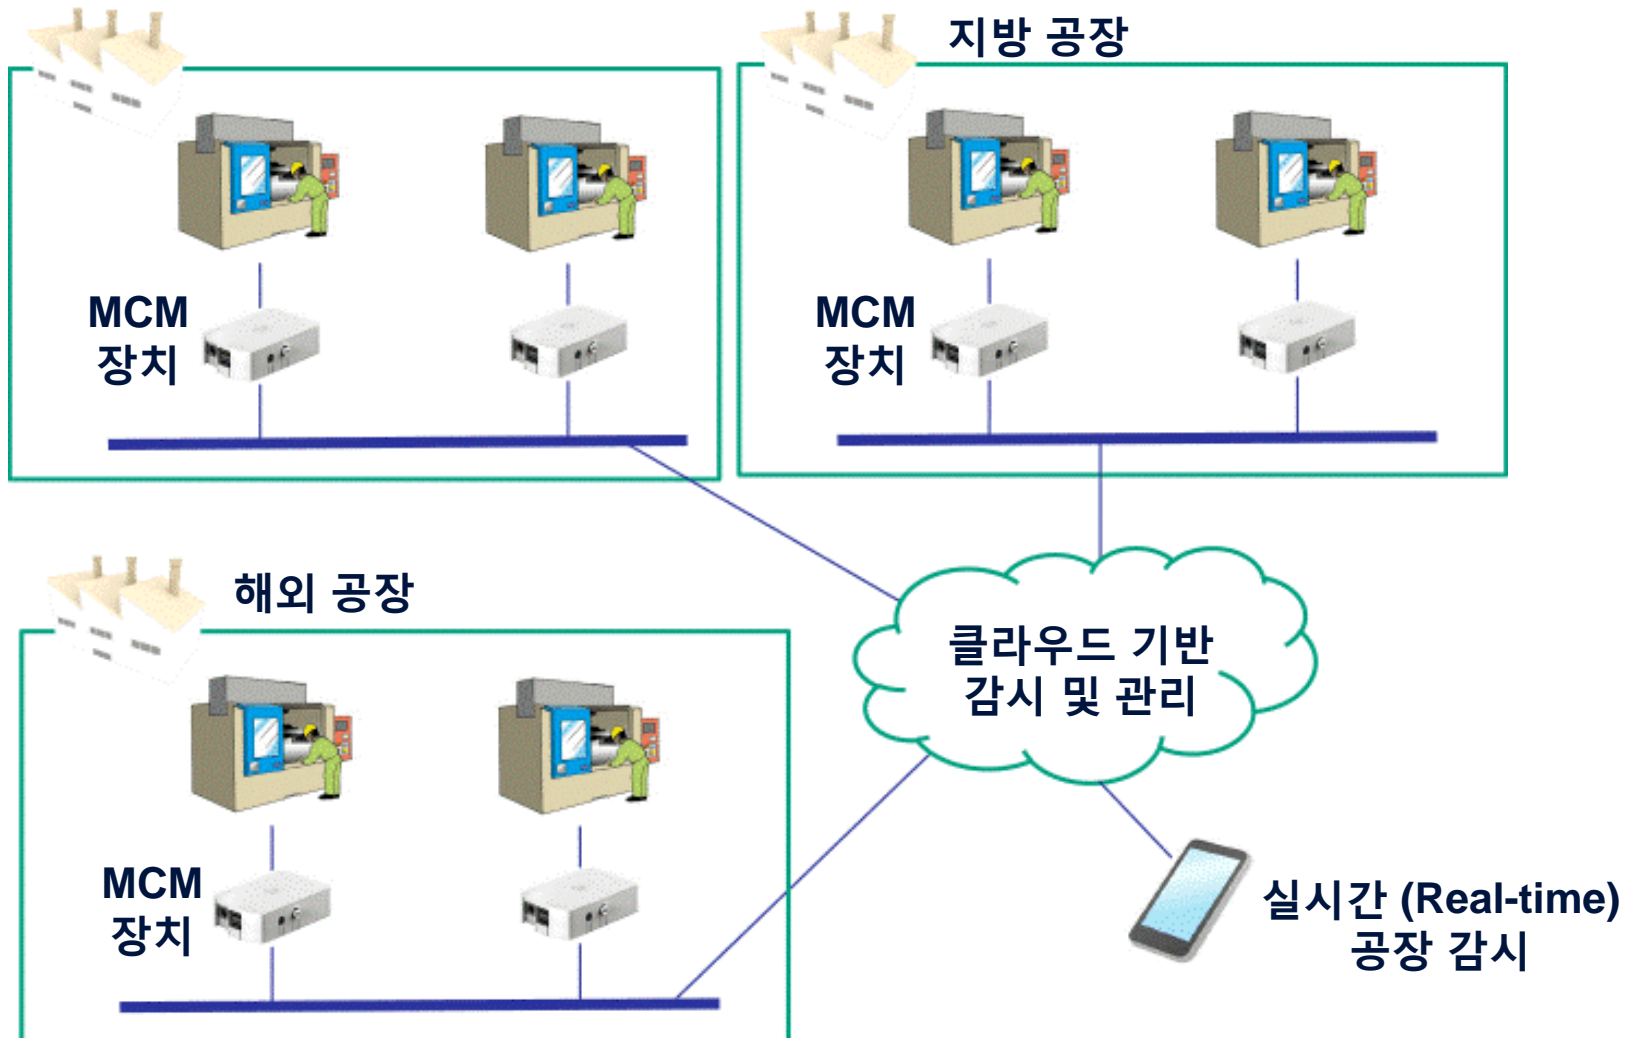 지방 공장
MCM
장치
MCM
장치
해외 공장
클라우드 기반
감시 및 관리
MCM
장치
실시간 (Real-time)
공장 감시